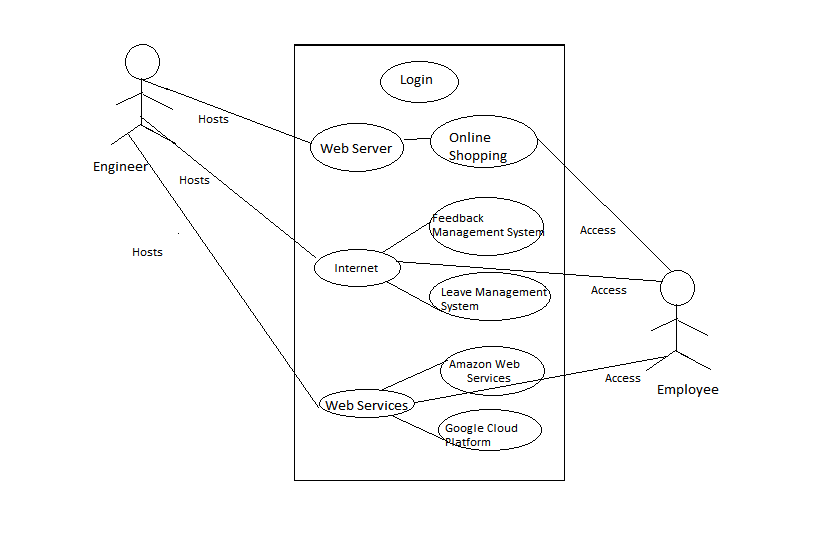 Login
Hosts
Web Server
Online
Shopping
Engineer
Hosts
Feedback
Management System
Access
Hosts
Internet
Leave Management
System
Access
Amazon Web
Services
Access
Employee
Web Services
Google Cloud
Platform